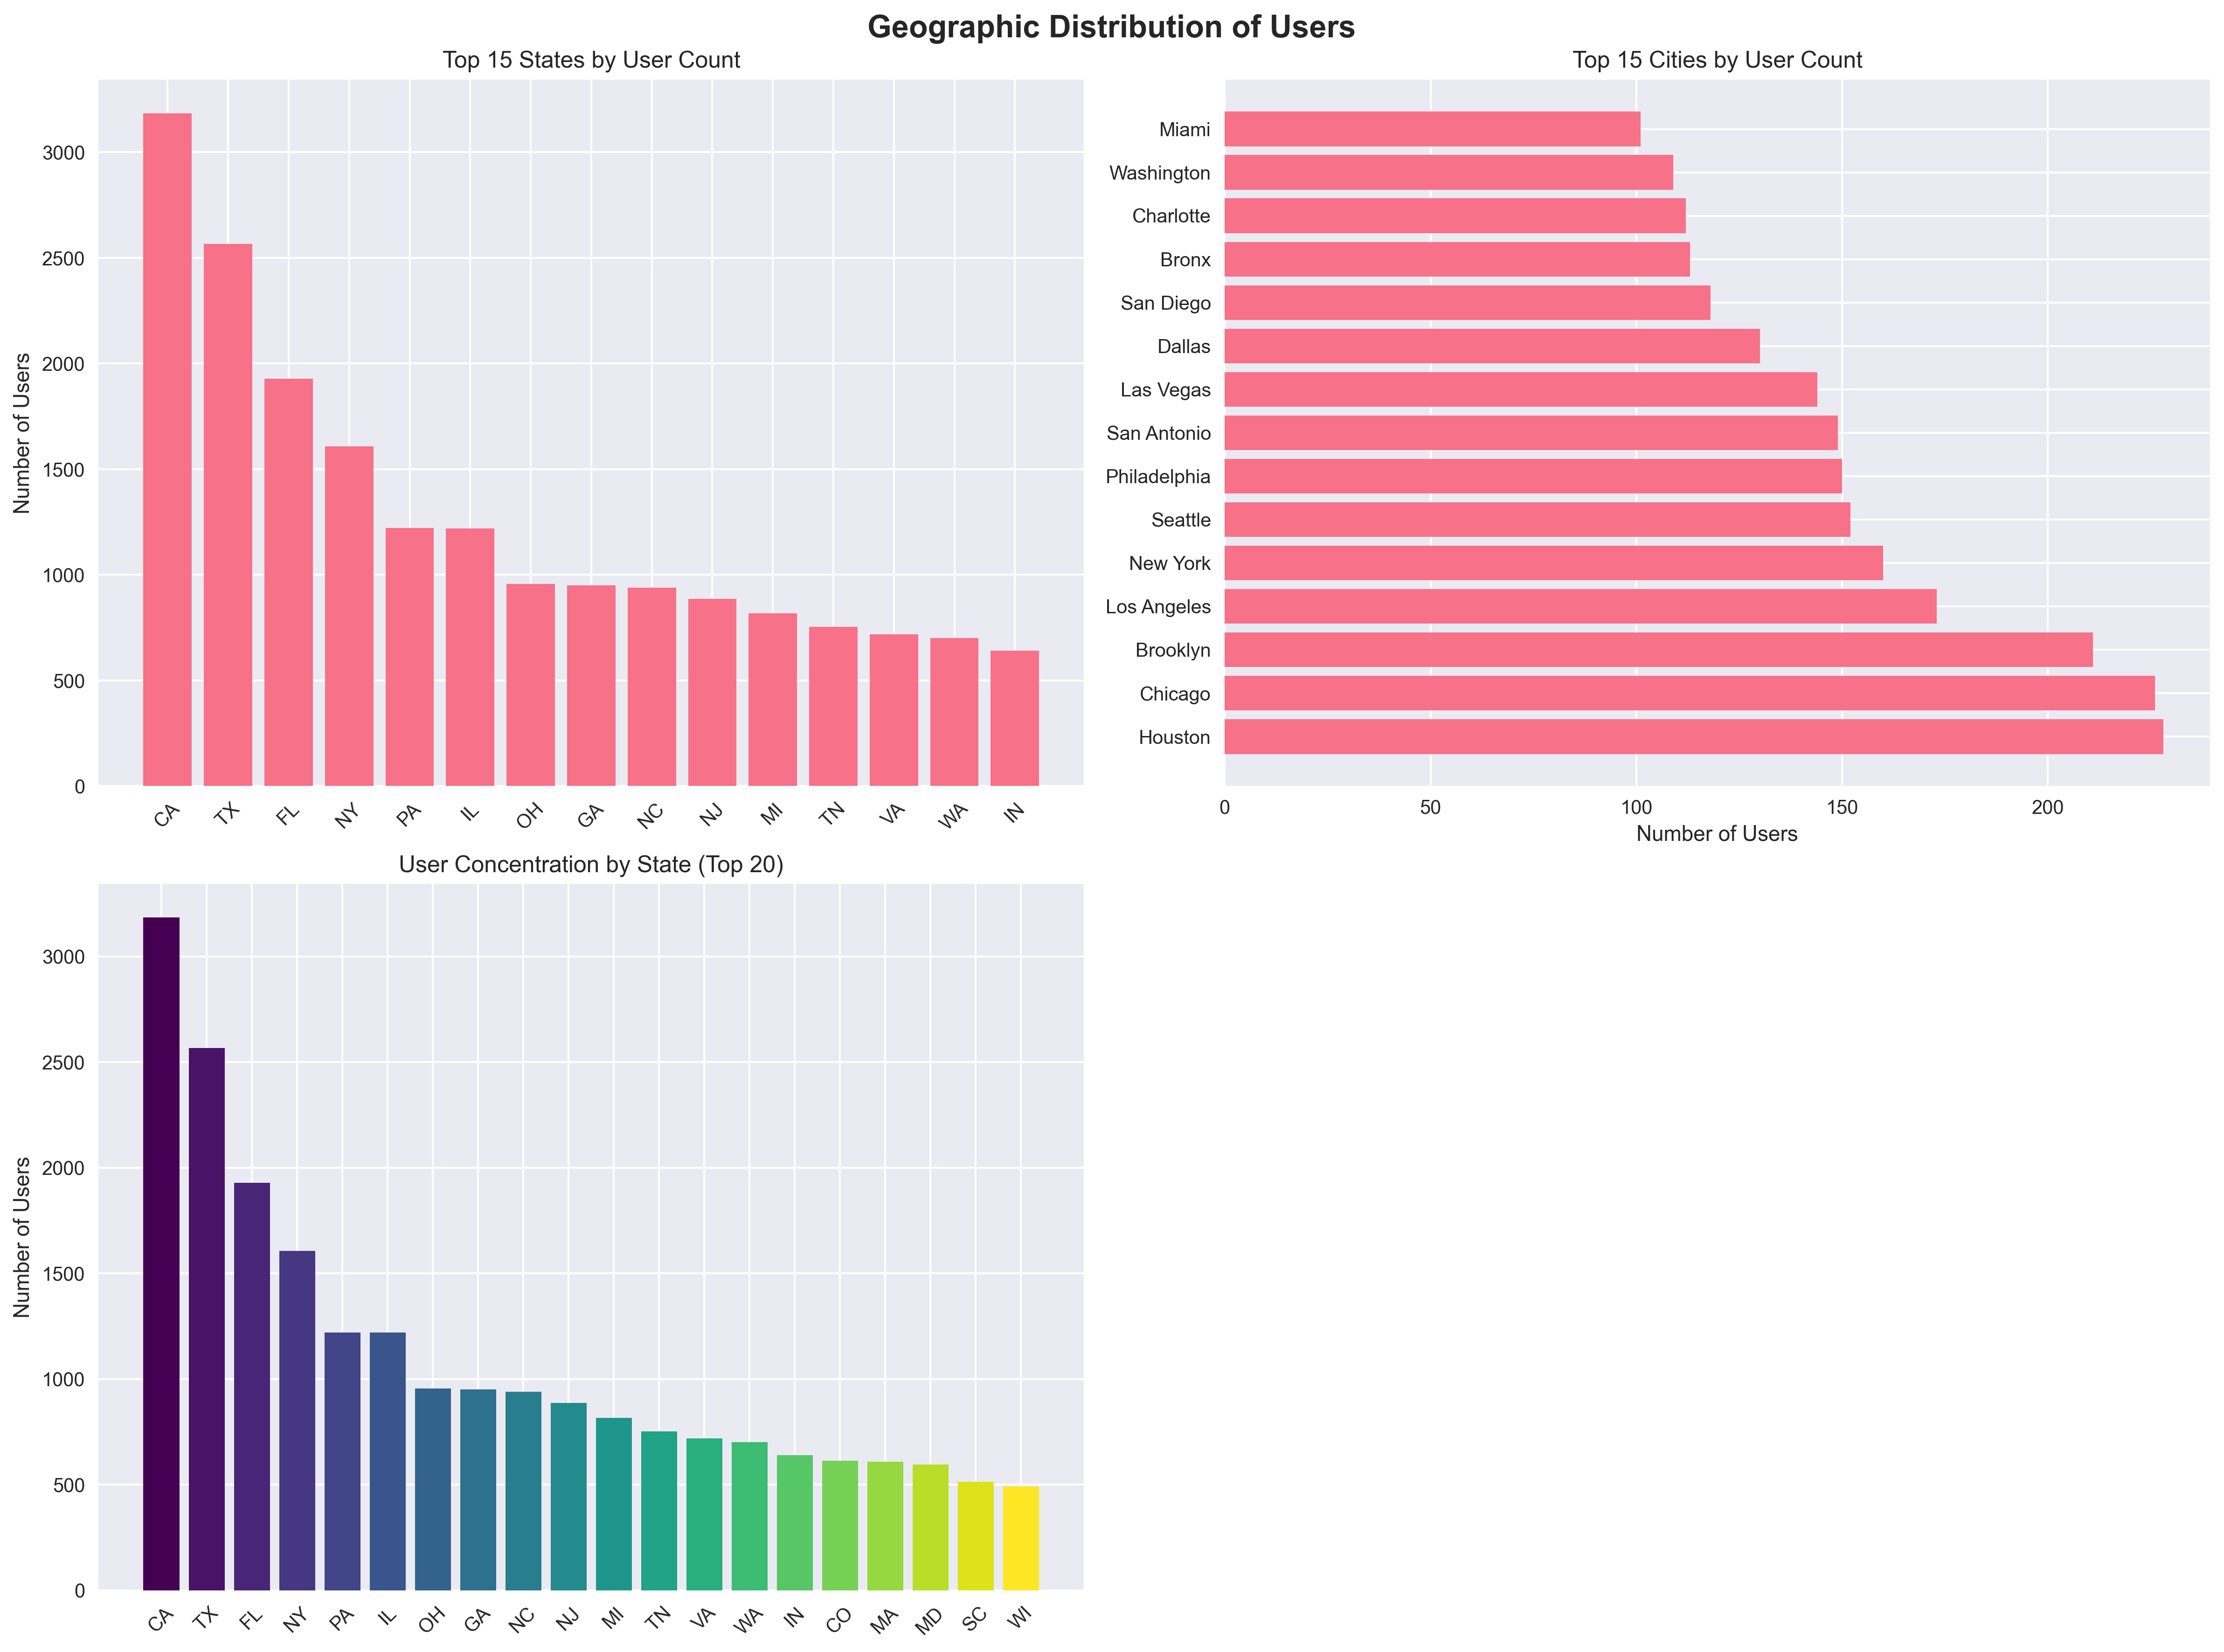 Geographic Distribution of Users
Top 15 States by User Count
Number of Users
3000
2500
2000
1500
1000
500
0
CA TX FL NY PA IL OH GA NC NJ MI TN VA WA IN
Top 15 Cities by User Count
Miami
Washington
Charlotte
Bronx
San Diego
Dallas
Las Vegas
San Antonio
Philadelphia
Seattle
New York
Los Angeles
Brooklyn
Chicago
Houston
0 50 100 150 200
Number of Users
User Concentration by State (Top 20)
Number of Users
3000
2500
2000
1500
1000
500
0
CA TX FL NY PA IL OH GA NC NJ MI TN VA WA IN CO MA MD SC WI